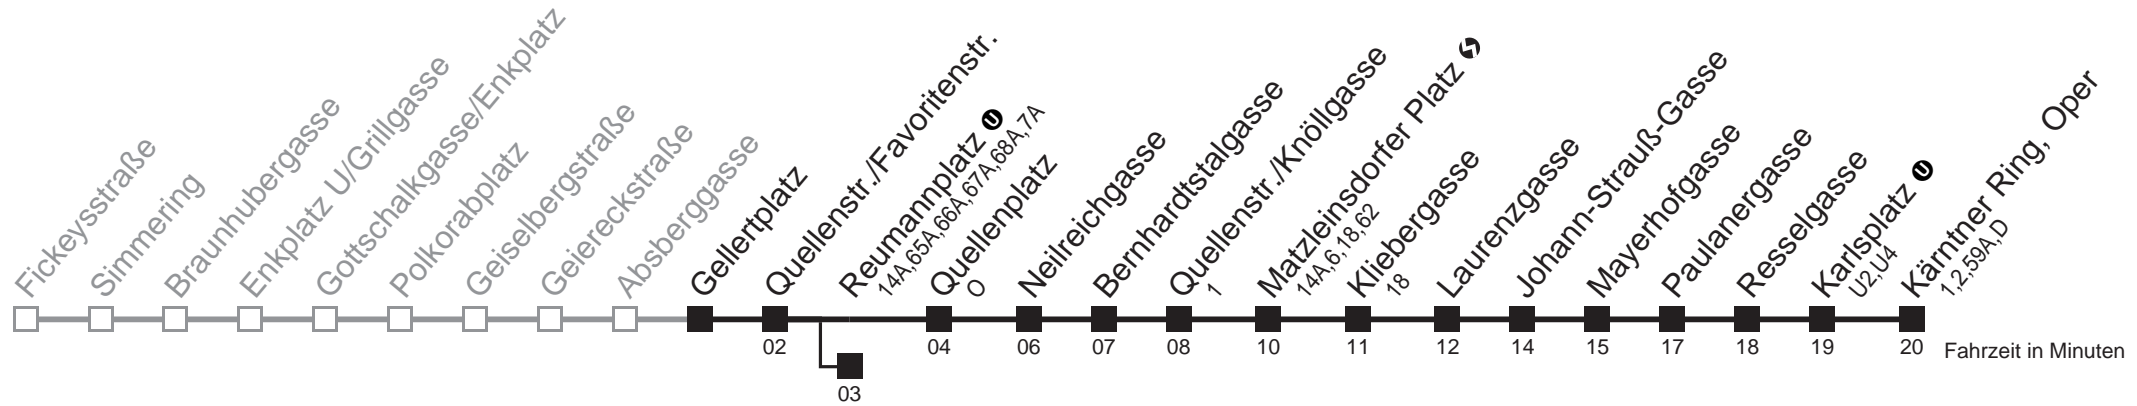 Fickeysstraße
Simmering
Braunhubergasse
Enkplatz U/Grillgasse
Gottschalkgasse/Enkplatz
Polkorabplatz
Geiselbergstraße
Geiereckstraße
Absberggasse
Gellertplatz
Quellenstr./Favoritenstr.
Reumannplatz U
14A,65A,66A,67A,68A,7A
Quellenplatz
O
Neilreichgasse
Bernhardtstalgasse
Quellenstr./Knöllgasse
1
Matzleinsdorfer Platz
14A,6,18,62
Kliebergasse
18
Laurenzgasse
Johann-Strauß-Gasse
Mayerhofgasse
Paulanergasse
Resselgasse
Karlsplatz U
U2,U4
Kärntner Ring, Oper
1,2,59A,D
02
03
04
06
07
08
10
11
12
14
15
17
18
19
20
Fahrzeit in Minuten